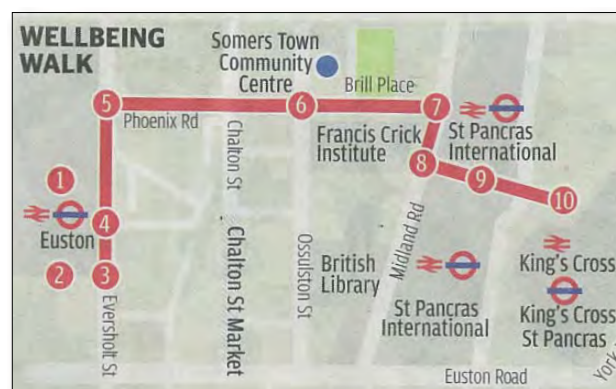 WELLBEING
WALK
Somers Town
Community
Centre
Brill Place
5
6
7
Phoenix Rd
Chalton St
Francis Crick
Institute
St Pancras
International
8
9
10
1
4
Euston
2
3
Eversholt St
Chalton St Market
Ossulston St
British
Library
Midland Rd
St Pancras
International
King's Cross
King's Cross
St Pancras
York
Euston Road